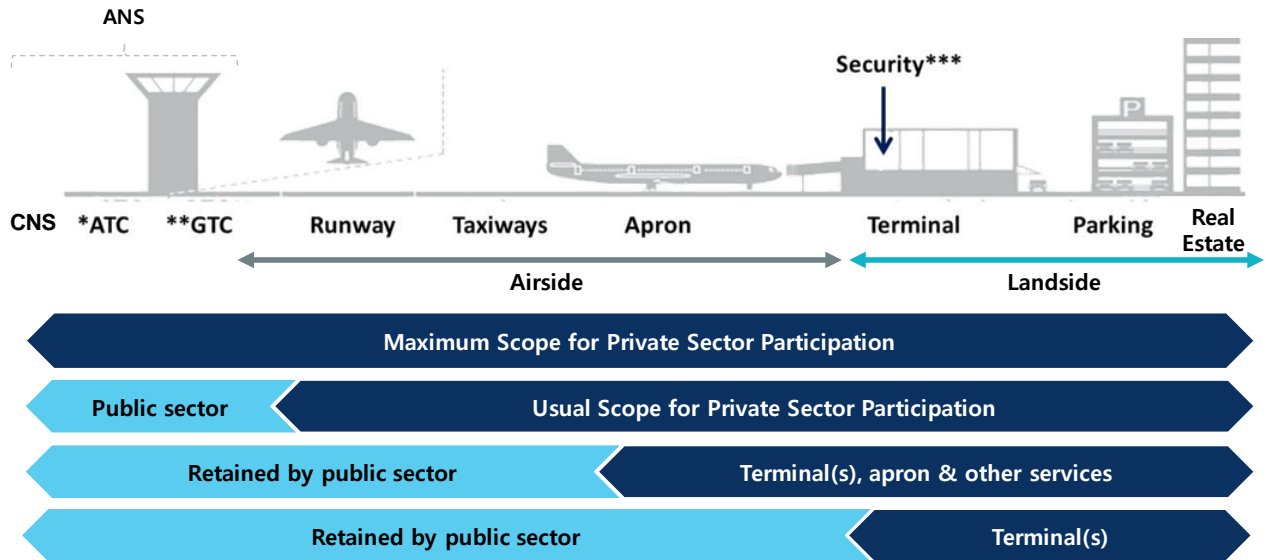 ANS
Security***
P
CNS *ATC **GTC Runway Taxiways Apron Terminal Parking Real
Estate
Airside Landside
Maximum Scope for Private Sector Participation
Public sector Usual Scope for Private Sector Participation
Retained by public sector Terminal(s), apron & other services
Retained by public sector Terminal(s)